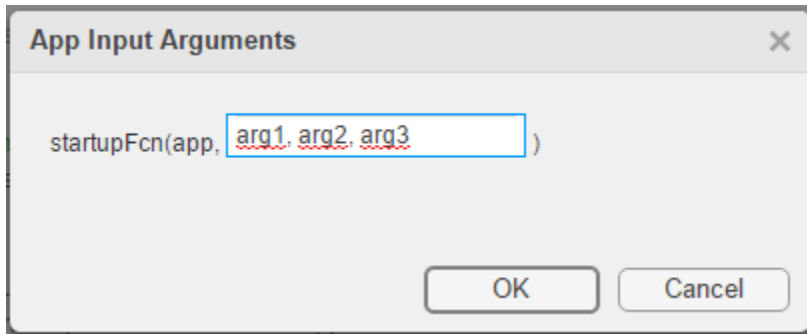 App Input Arguments
startupFcn(app, arg1, arg2, arg3 )
OK Cancel